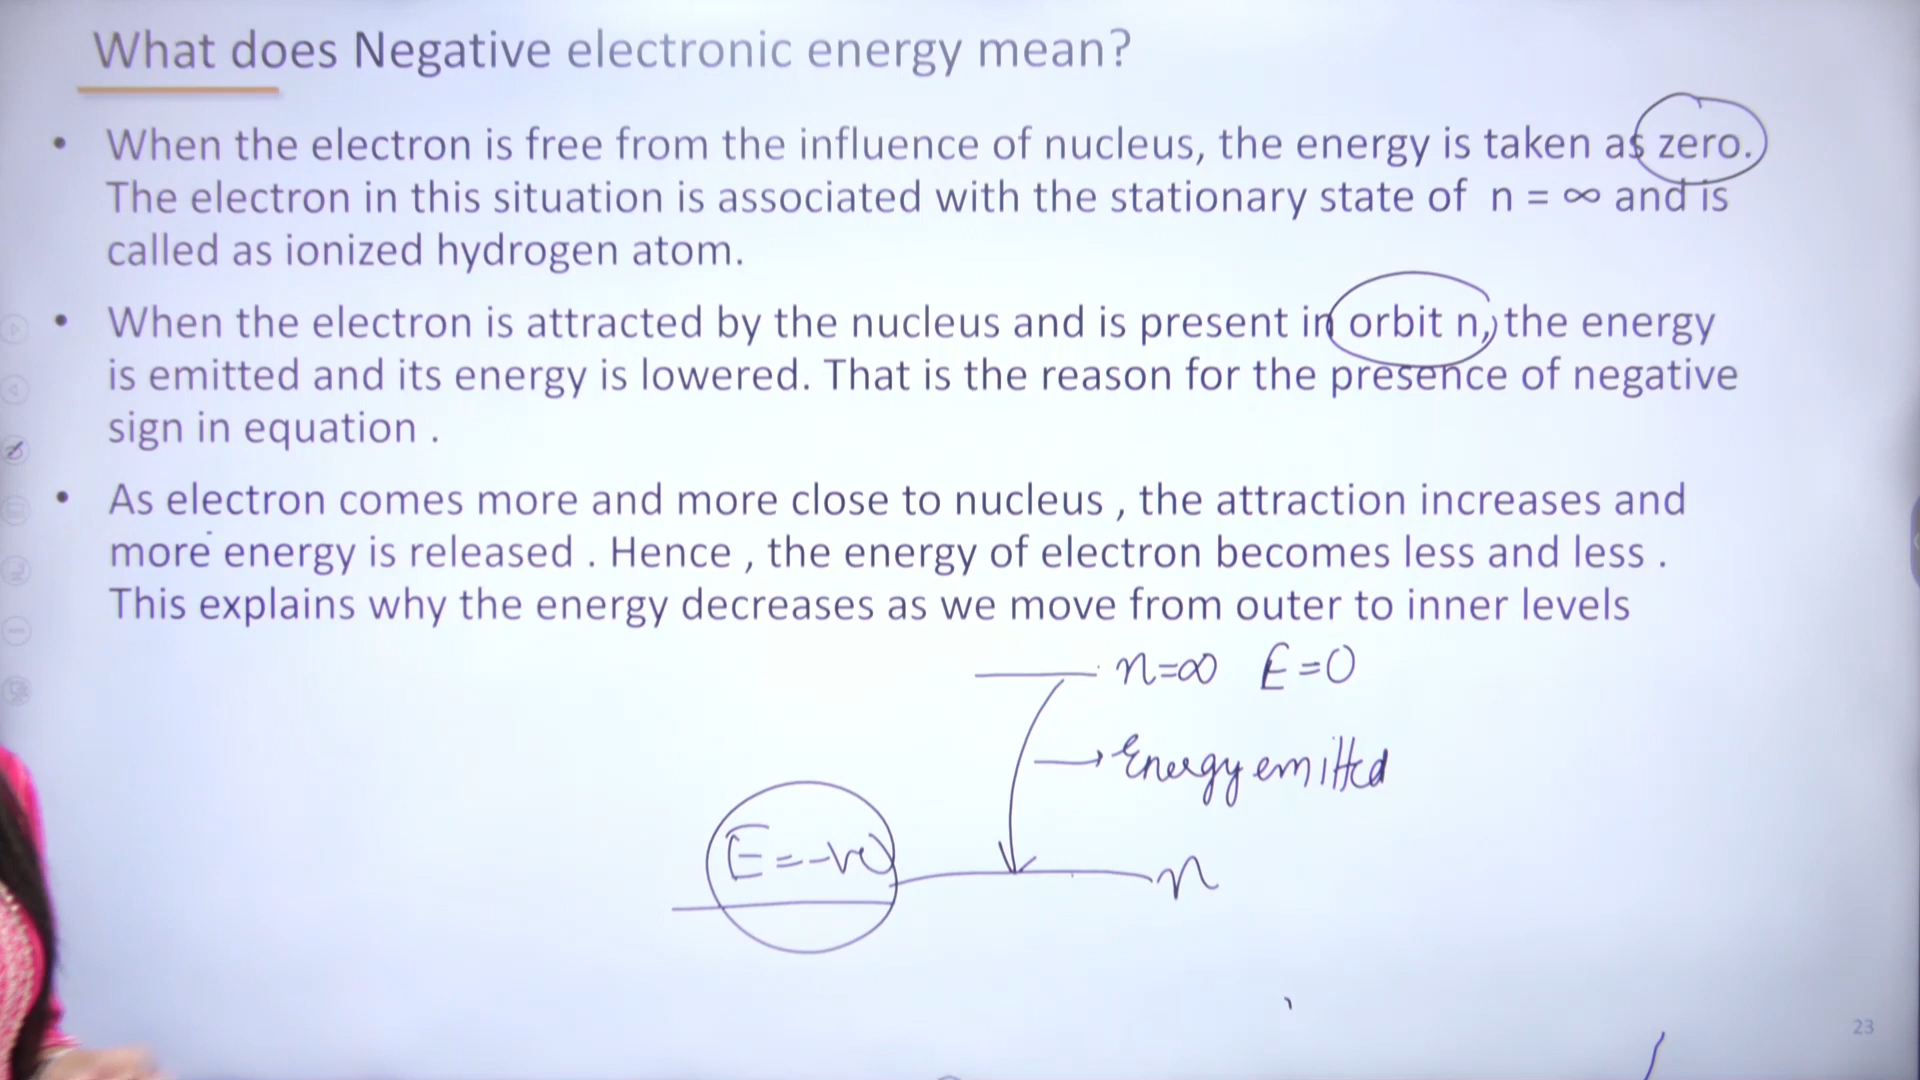 What does Negative electronic energy mean?
• When the electron is free from the influence of nucleus, the energy is taken as zero.
The electron in this situation is associated with the stationary state of n = ∞ and is
called as ionized hydrogen atom.
• When the electron is attracted by the nucleus and is present in orbit n, the energy
is emitted and its energy is lowered. That is the reason for the presence of negative
sign in equation .
• As electron comes more and more close to nucleus , the attraction increases and
more energy is released . Hence , the energy of electron becomes less and less .
This explains why the energy decreases as we move from outer to inner levels
n=∞ E=0
Energy emitted
E=-ve
n
23